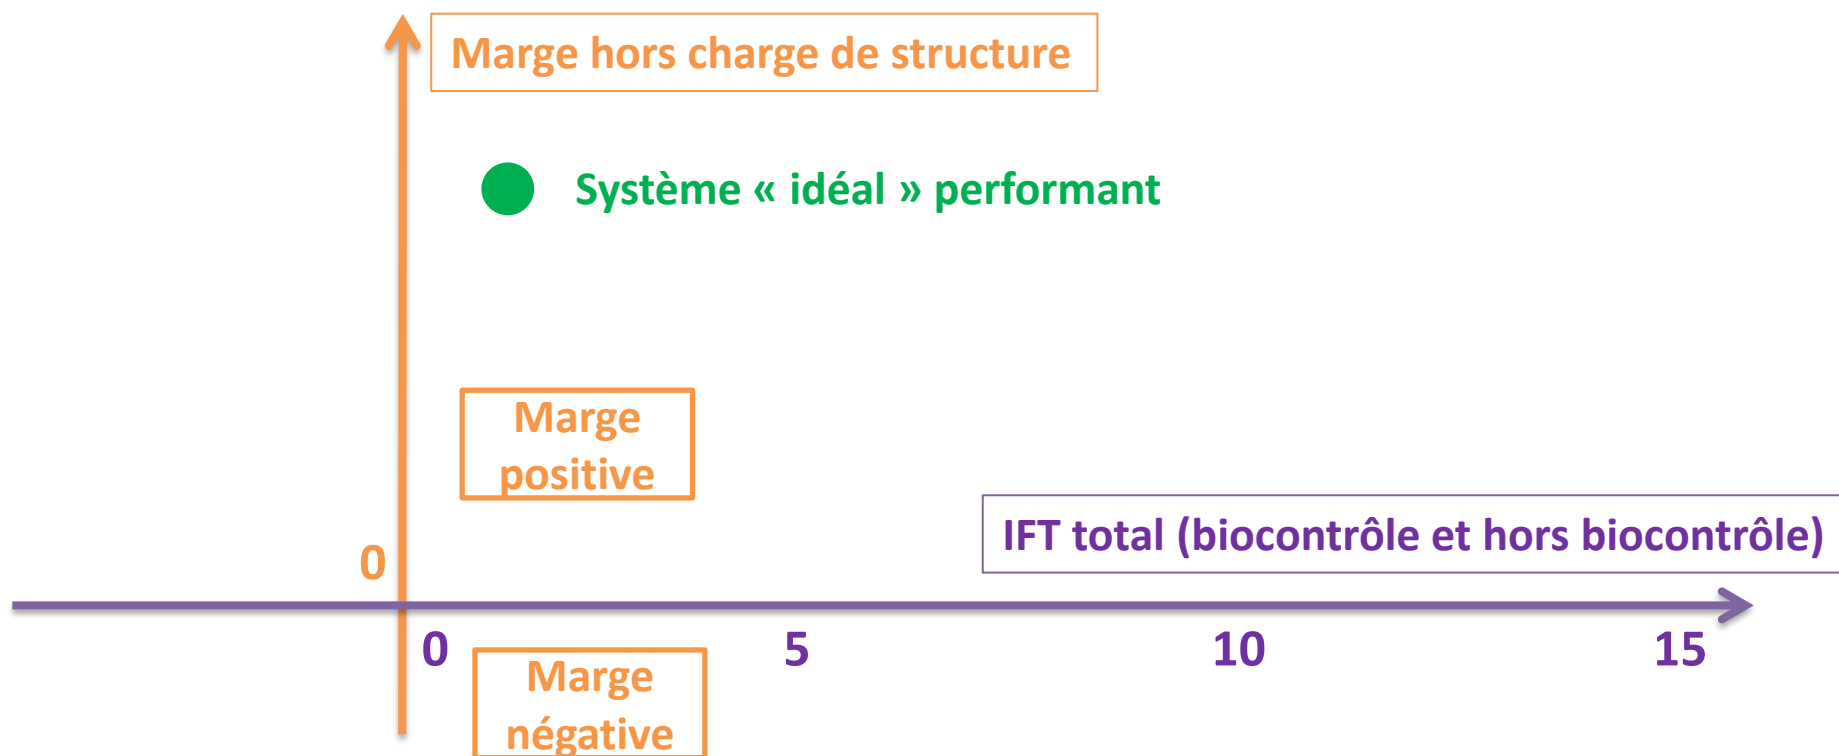 Marge hors charge de structure
Système « idéal » performant
Marge
positive
IFT total (biocontrôle et hors biocontrôle)
0
0
5
10
15
Marge
négative